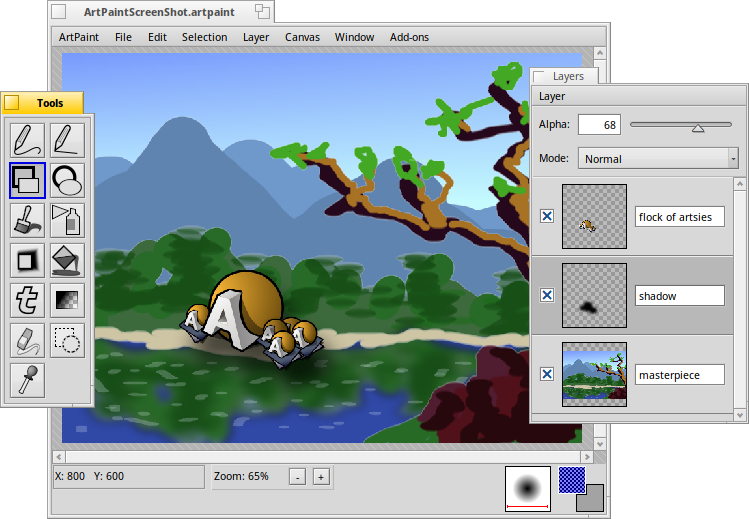 ArtPaintScreenShot.artpaint
ArtPaint File Edit Selection Layer Canvas Window Add-ons
Layers
Layer
Tools
Alpha: 68
Mode: Normal
flock of artsies
shadow
masterpiece
X: 800 Y: 600 Zoom: 65% - +